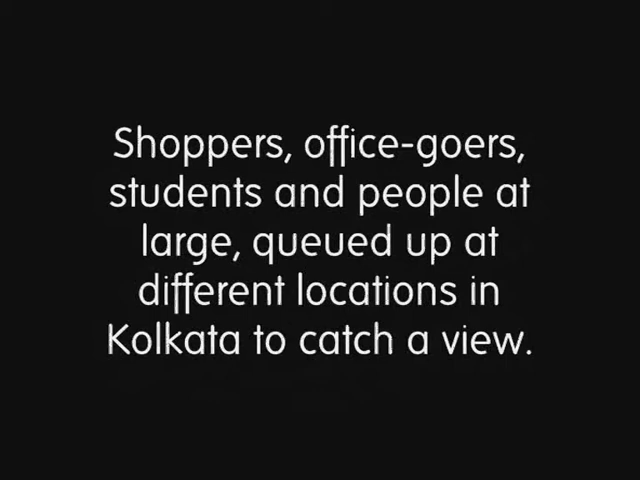 Shoppers, office-goers,
students and people at
large, queued up at
different locations in
Kolkata to catch a view.